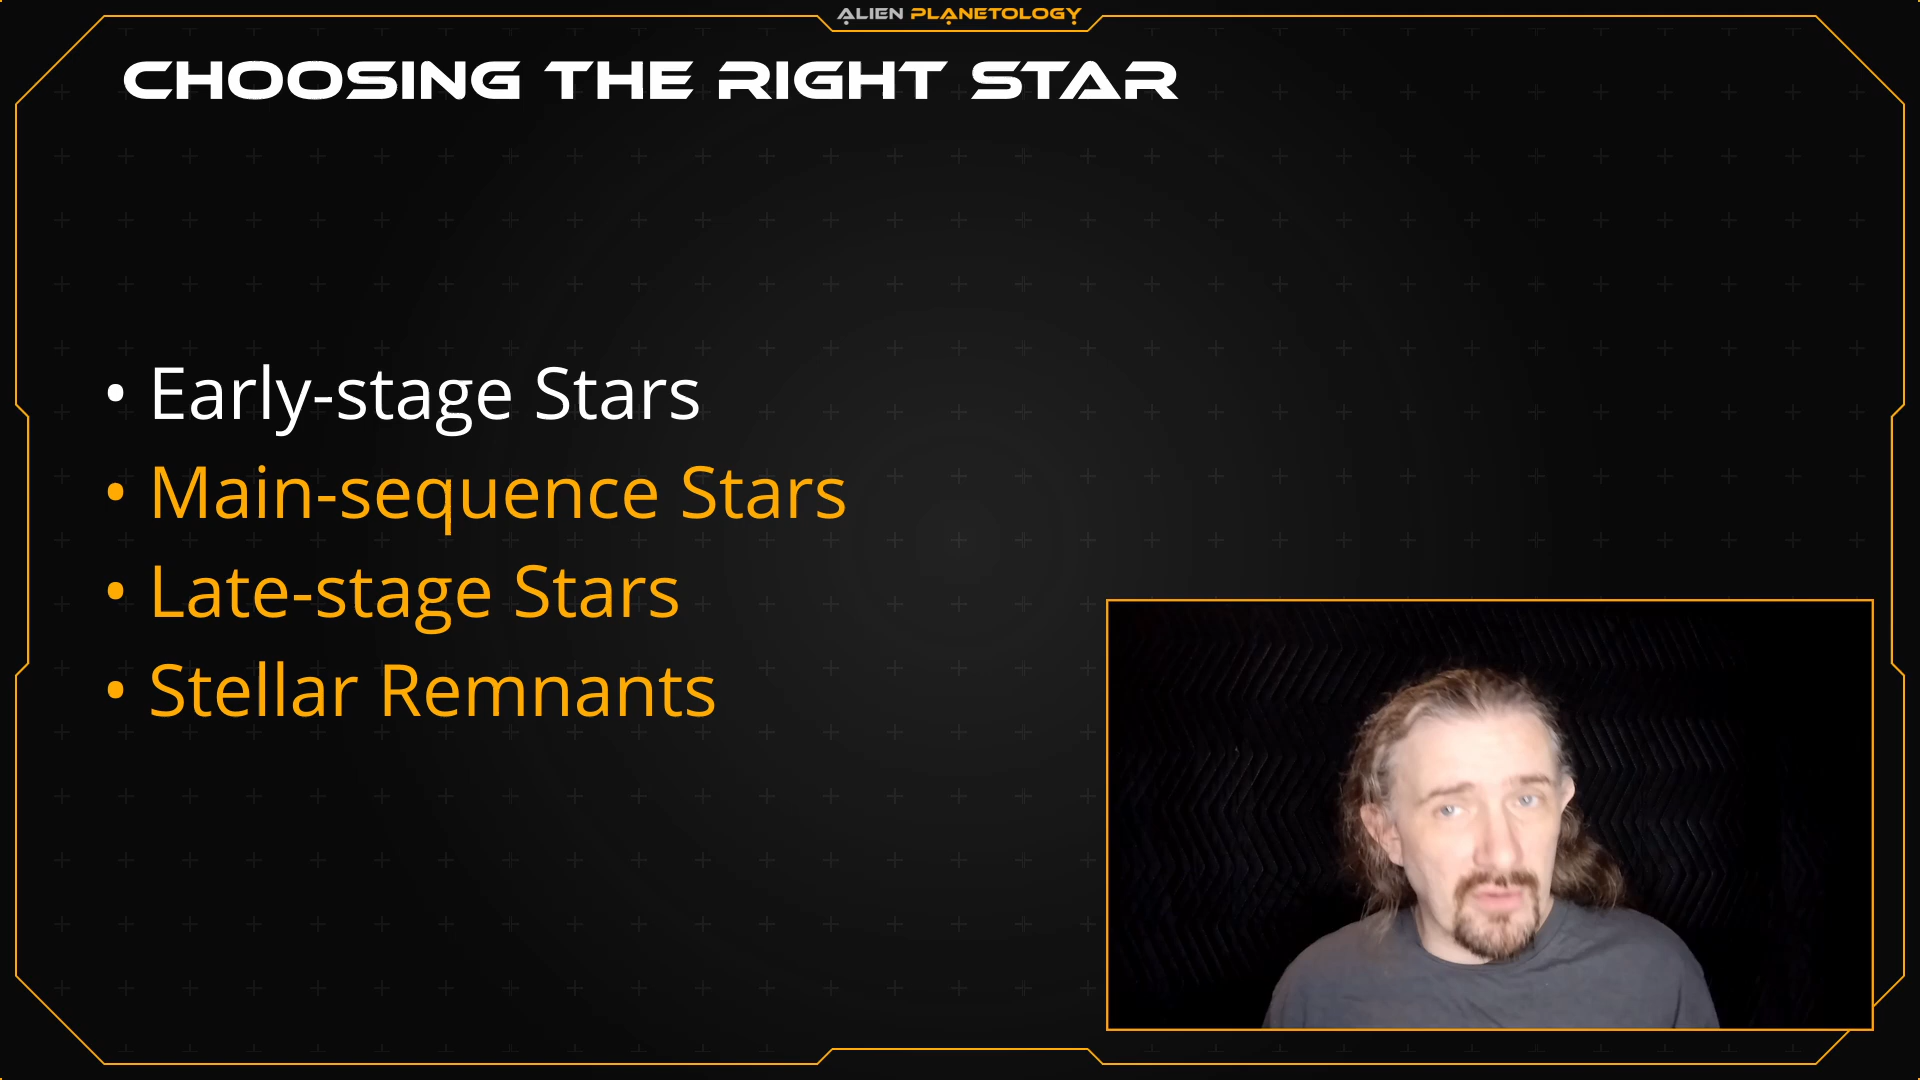 ALIEN PLANETOLOGY
CHOOSING THE RIGHT STAR
• Early-stage Stars
• Main-sequence Stars
• Late-stage Stars
• Stellar Remnants